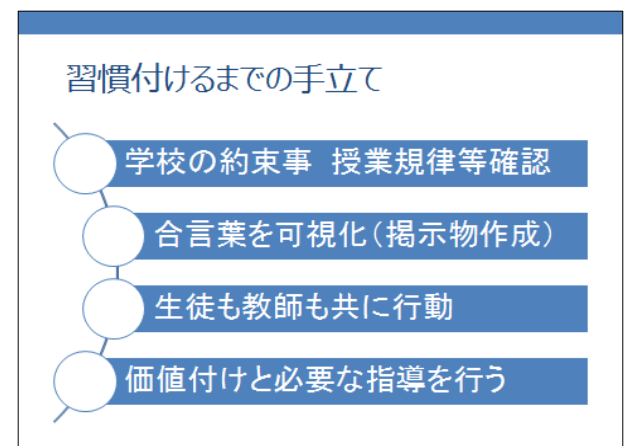 習慣付けるまでの手立て
学校の約束事 授業規律等確認
合言葉を可視化(掲示物作成)
生徒も教師も共に行動
価値付けと必要な指導を行う